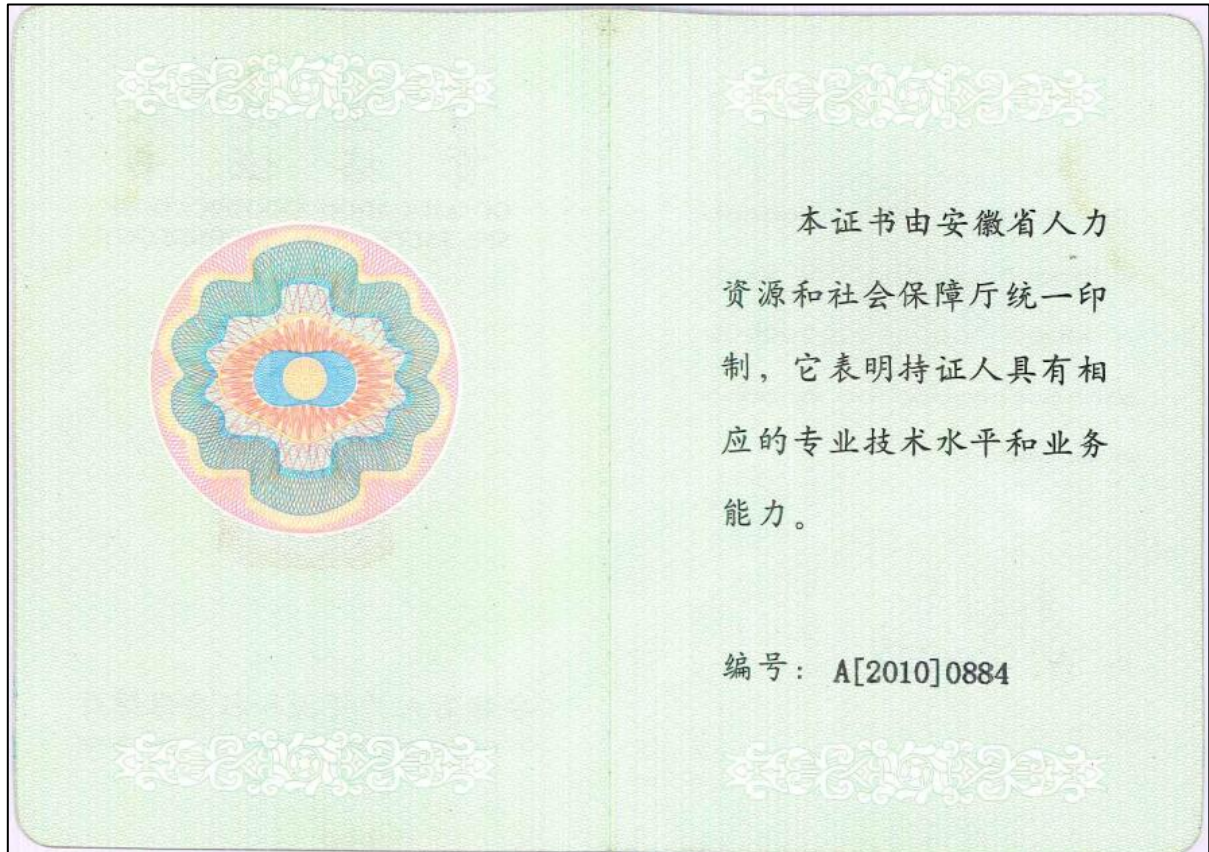 本证书由安徽省人力
资源和社会保障厅统一印
制，它表明持证人具有相
应的专业技术水平和业务
能力。
编号：A[2010]0884